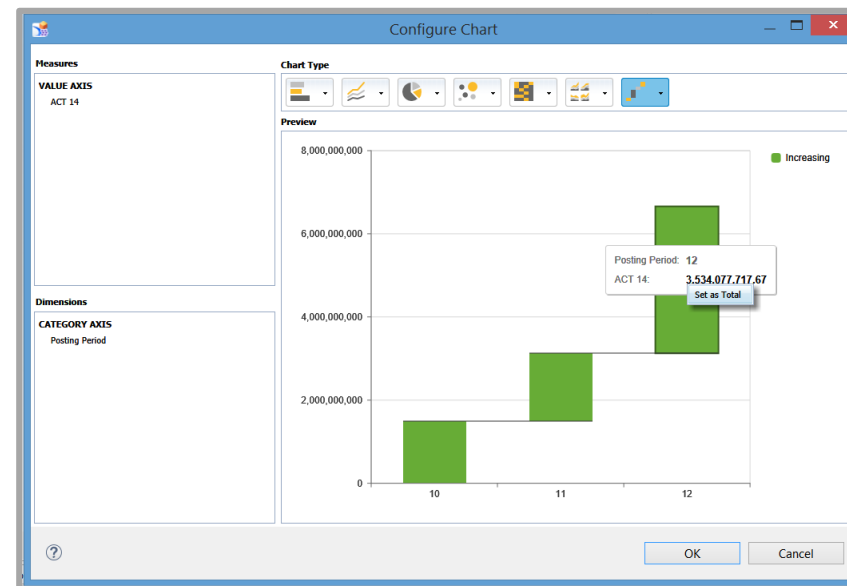 Configure Chart
Measures
VALUE AXIS
ACT 14
Dimensions
CATEGORY AXIS
Posting Period
Chart Type
Preview
8,000,000,000
6,000,000,000
4,000,000,000
2,000,000,000
0
10
11
12
Increasing
Posting Period: 12
ACT 14: 3.534.077.717,67
Set as Total
?
OK
Cancel